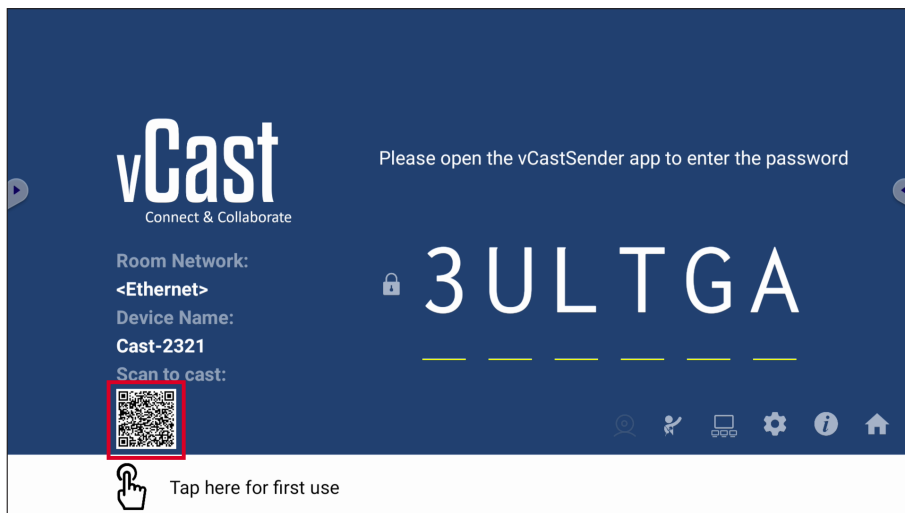 vCast
Connect & Collaborate
Please open the vCastSender app to enter the password
Room Network:
<Ethernet>
Device Name:
Cast-2321
Scan to cast:
3ULTGA
Tap here for first use